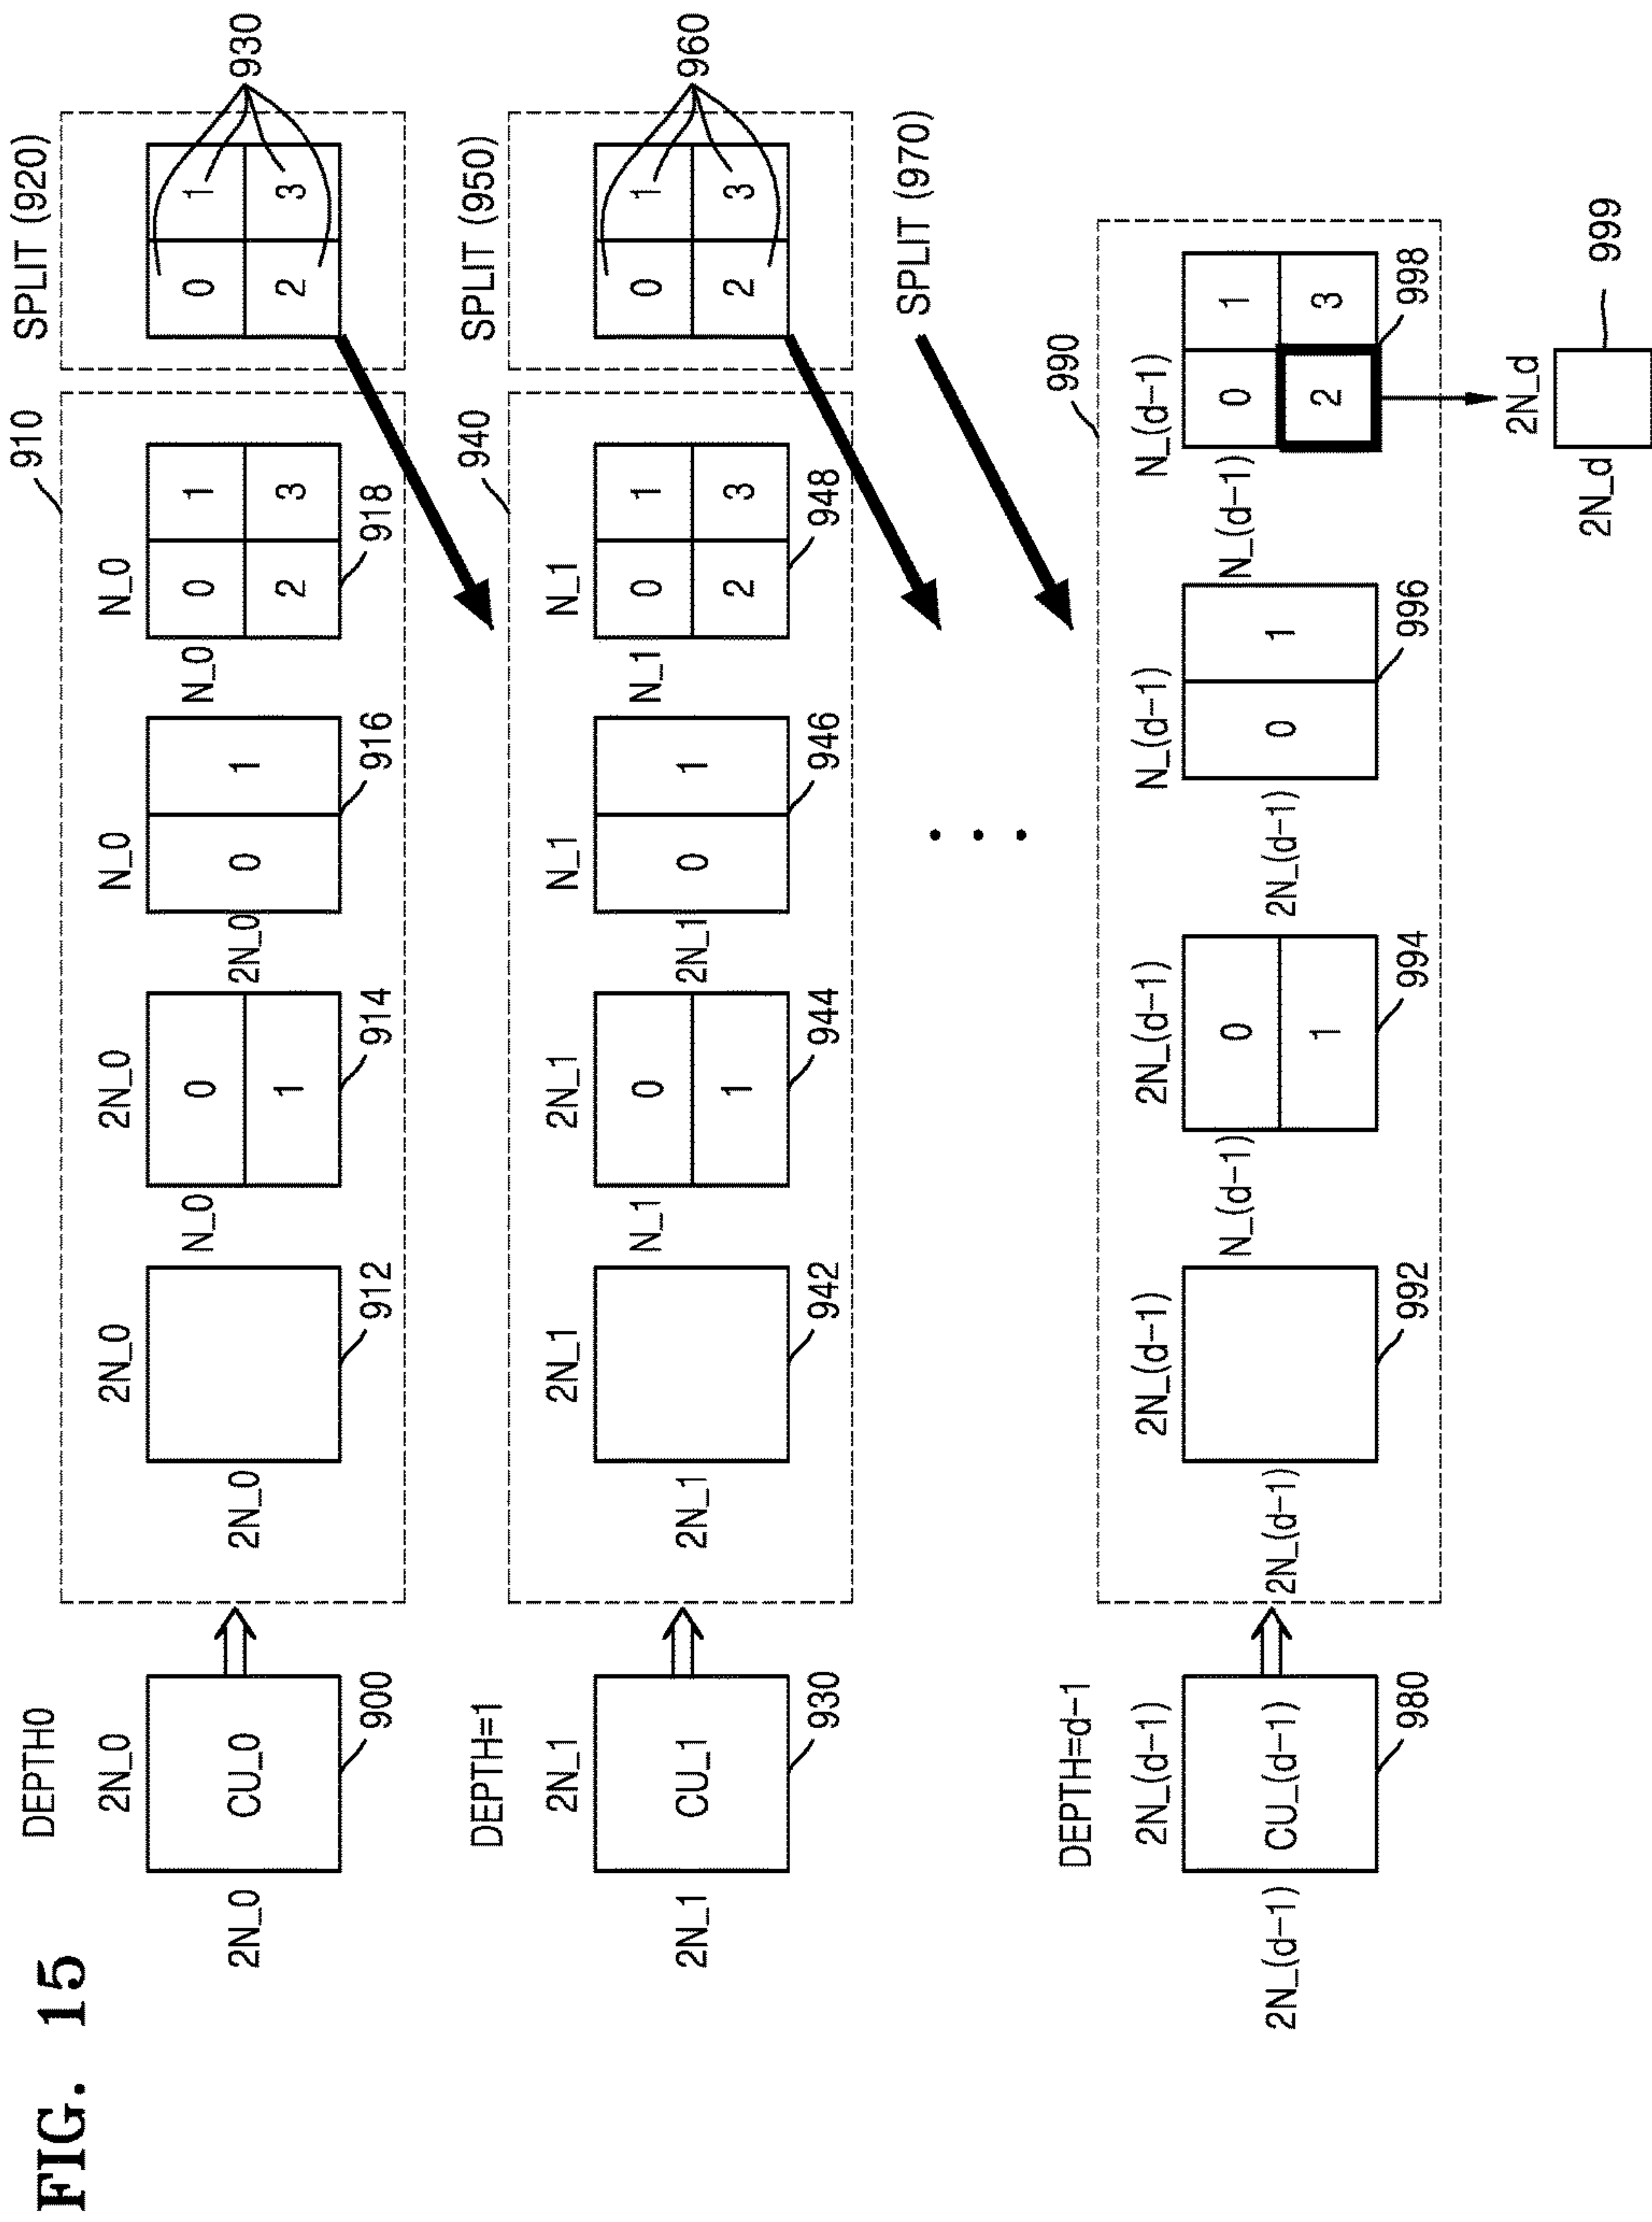 FIG. 15
DEPTH0
2N_0
2N_0
CU_0
900
910
2N_0
2N_0
912
2N_0
N_0
0
1
914
N_0
2N_0
0
1
916
N_0
N_0
0
1
2
3
918
SPLIT (920)
0
1
2
3
930
DEPTH=1
2N_1
2N_1
CU_1
930
940
2N_1
2N_1
942
2N_1
N_1
0
1
944
N_1
2N_1
0
1
946
N_1
N_1
0
1
2
3
948
SPLIT (950)
0
1
2
3
960
SPLIT (970)
DEPTH=d-1
2N_(d-1)
2N_(d-1)
CU_(d-1)
980
990
2N_(d-1)
2N_(d-1)
992
2N_(d-1)
N_(d-1)
0
1
994
N_(d-1)
2N_(d-1)
0
1
996
N_(d-1)
N_(d-1)
0
1
2
3
998
2N_d
2N_d
999